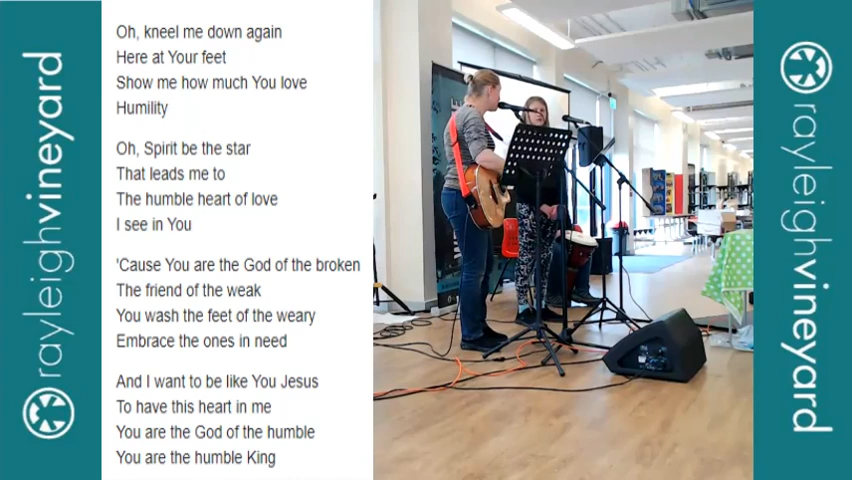 rayleighvineyard
Oh, kneel me down again
Here at Your feet
Show me how much You love
Humility
Oh, Spirit be the star
That leads me to
The humble heart of love
I see in You
'Cause You are the God of the broken
The friend of the weak
You wash the feet of the weary
Embrace the ones in need
And I want to be like You Jesus
To have this heart in me
You are the God of the humble
You are the humble King
rayleighvineyard